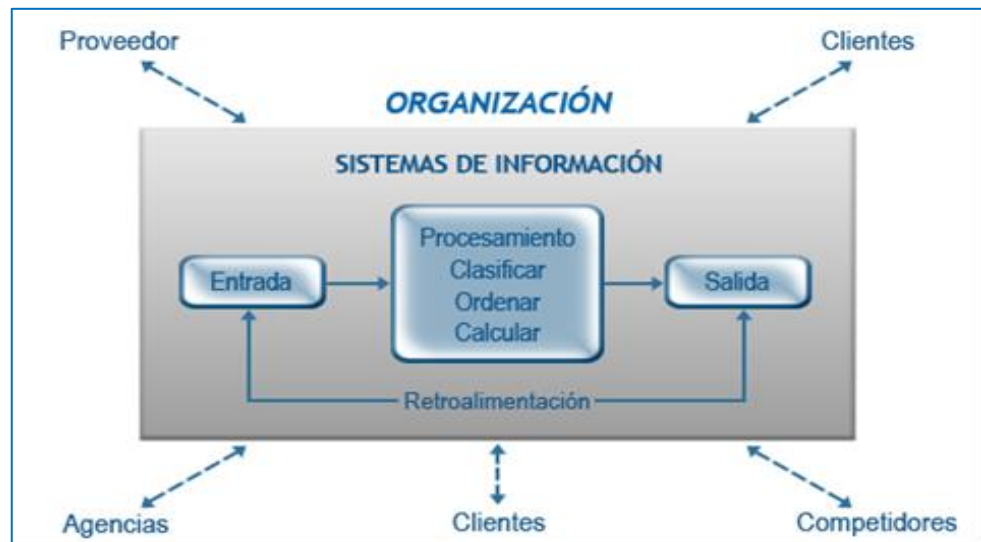 Proveedor
Clientes
ORGANIZACIÓN
SISTEMAS DE INFORMACIÓN
Procesamiento
Clasificar
Ordenar
Calcular
Entrada
Salida
Retroalimentación
Agencias
Clientes
Competidores